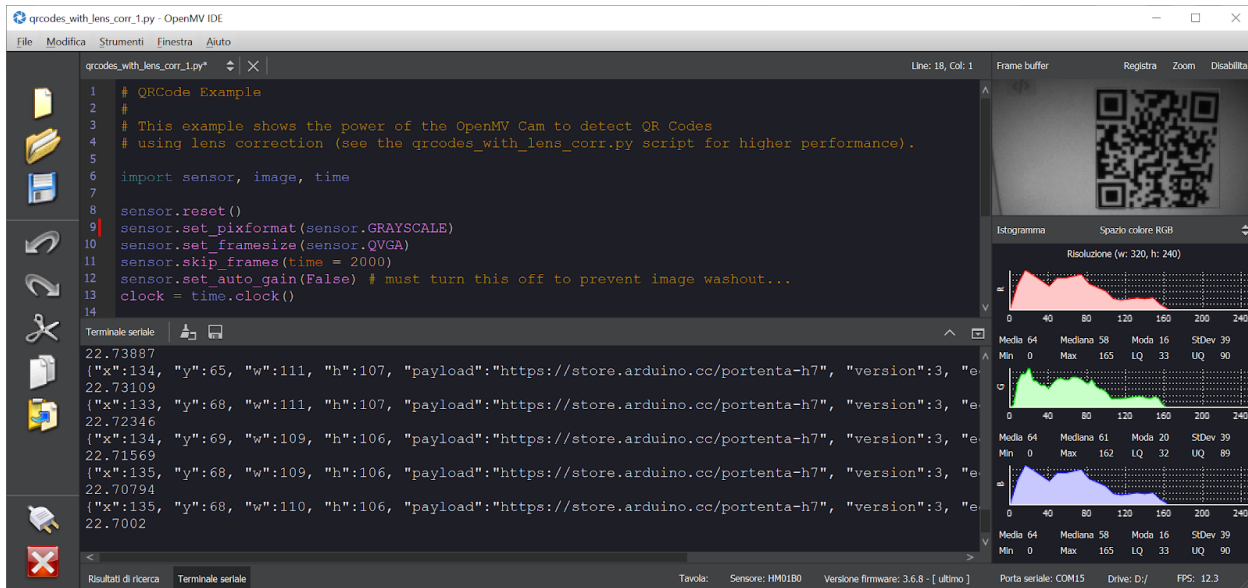 qrcodes_with_lens_corr_1.py - OpenMV IDE
File Modifica Strumenti Finestra Aiuto
qrcodes_with_lens_corr_1.py* Line: 18, Col: 1
1 # QRCode Example
2 #
3 # This example shows the power of the OpenMV Cam to detect QR Codes
4 # using lens correction (see the qrcodes_with_lens_corr.py script for higher performance).
5
6 import sensor, image, time
7
8 sensor.reset()
9 sensor.set_pixformat(sensor.GRAYSCALE)
10 sensor.set_framesize(sensor.QVGA)
11 sensor.skip_frames(time = 2000)
12 sensor.set_auto_gain(False) # must turn this off to prevent image washout...
13 clock = time.clock()
14
Terminale seriale
22.73887
{"x":134, "y":65, "w":111, "h":107, "payload":"https://store.arduino.cc/portenta-h7", "version":3, "e
22.73109
{"x":133, "y":68, "w":111, "h":107, "payload":"https://store.arduino.cc/portenta-h7", "version":3, "e
22.72346
{"x":134, "y":69, "w":109, "h":106, "payload":"https://store.arduino.cc/portenta-h7", "version":3, "e
22.71569
{"x":135, "y":68, "w":109, "h":106, "payload":"https://store.arduino.cc/portenta-h7", "version":3, "e
22.70794
{"x":135, "y":68, "w":110, "h":106, "payload":"https://store.arduino.cc/portenta-h7", "version":3, "e
22.7002
Frame buffer Registra Zoom Disabilita
Istogramma Spazio colore RGB
Risoluzione (w: 320, h: 240)
R
0 40 80 120 160 200 240
Media 64 Mediana 58 Moda 16 StDev 39
Min 0 Max 165 LQ 33 UQ 90
G
0 40 80 120 160 200 240
Media 64 Mediana 61 Moda 20 StDev 39
Min 0 Max 162 LQ 32 UQ 89
B
0 40 80 120 160 200 240
Media 64 Mediana 58 Moda 16 StDev 39
Min 0 Max 165 LQ 33 UQ 90
Risultati di ricerca Terminale seriale Tavola: Sensore: HM01B0 Versione firmware: 3.6.8 - [ ultimo ] Porta seriale: COM15 Drive: D:/ FPS: 12.3